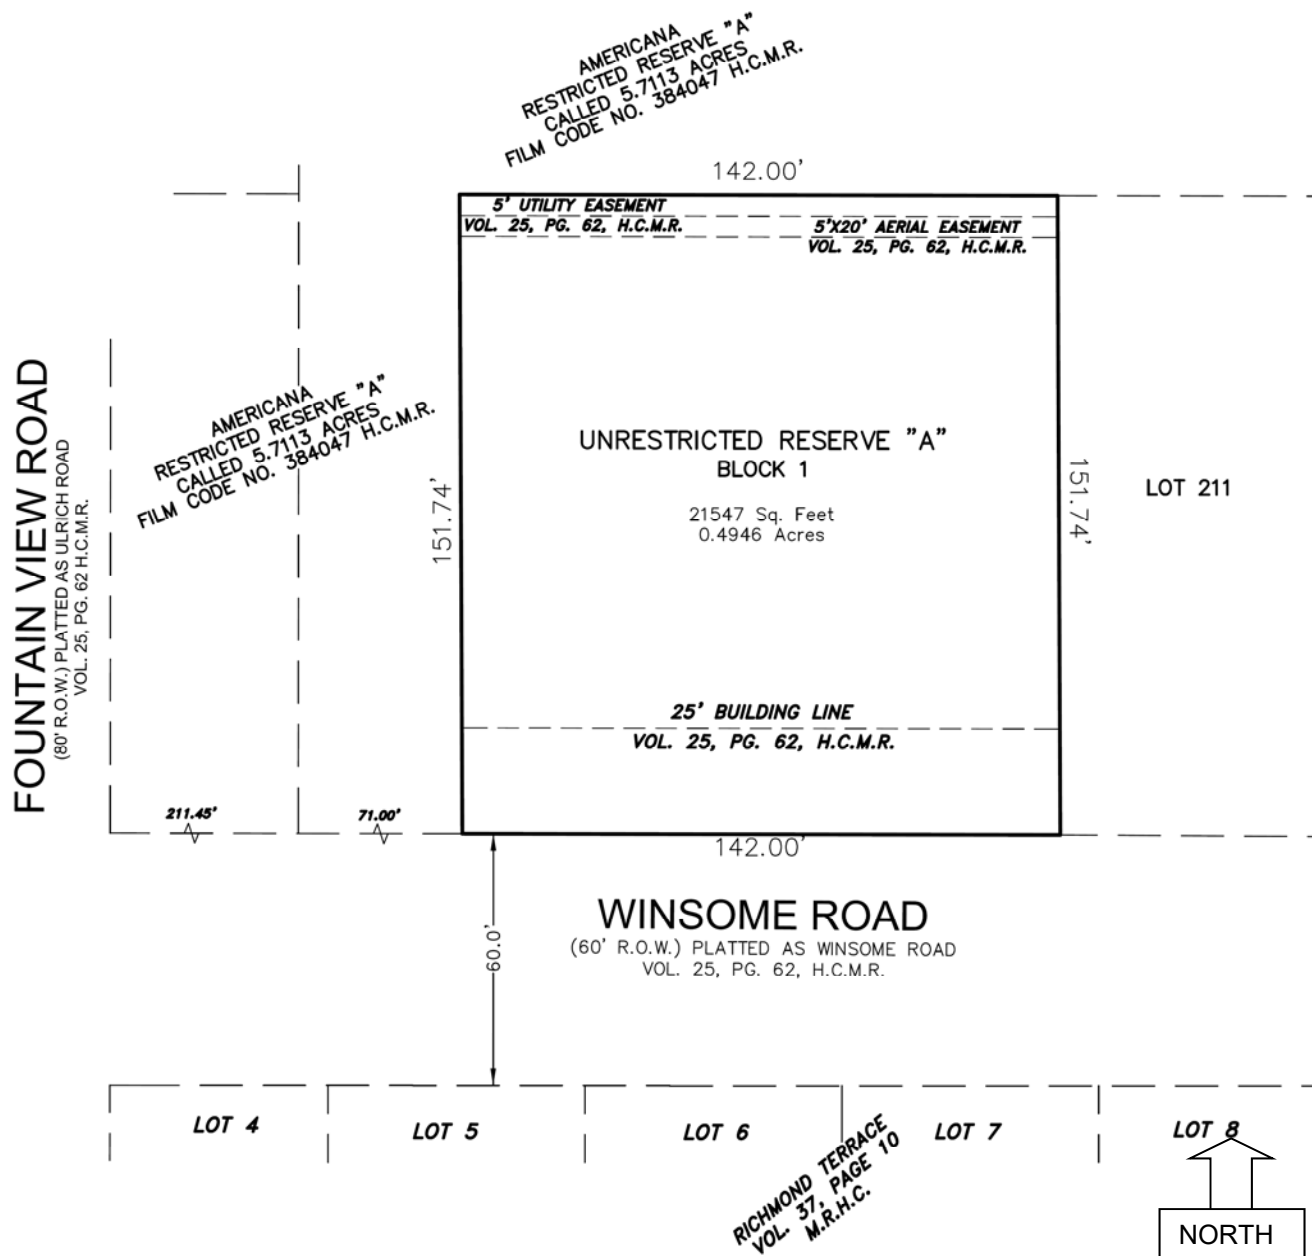 AMERICANA
RESTRICTED RESERVE "A"
CALLED 5.7113 ACRES
FILM CODE NO. 384047 H.C.M.R.
142.00'
5' UTILITY EASEMENT
VOL. 25, PG. 62, H.C.M.R.
5'X20' AERIAL EASEMENT
VOL. 25, PG. 62, H.C.M.R.
FOUNTAIN VIEW ROAD
(80' R.O.W.) PLATTED AS ULRICH ROAD
VOL. 25, PG. 62 H.C.M.R.
AMERICANA
RESTRICTED RESERVE "A"
CALLED 5.7113 ACRES
FILM CODE NO. 384047 H.C.M.R.
151.74'
UNRESTRICTED RESERVE "A"
BLOCK 1
21547 Sq. Feet
0.4946 Acres
151.74'
LOT 211
25' BUILDING LINE
VOL. 25, PG. 62, H.C.M.R.
211.45'
71.00'
142.00'
60.0'
WINSOME ROAD
(60' R.O.W.) PLATTED AS WINSOME ROAD
VOL. 25, PG. 62, H.C.M.R.
LOT 4
LOT 5
LOT 6
LOT 7
LOT 8
RICHMOND TERRACE
VOL. 37, PAGE 10
M.R.H.C.
NORTH